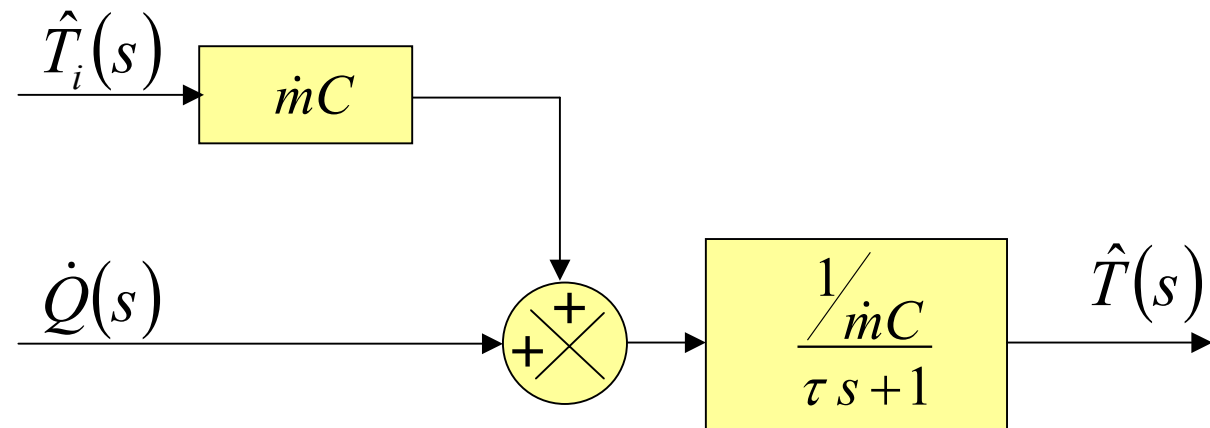 T̂ᵢ(s)
ṁC
+
Q̇(s)
+
1/ṁC
T̂(s)
τ s + 1